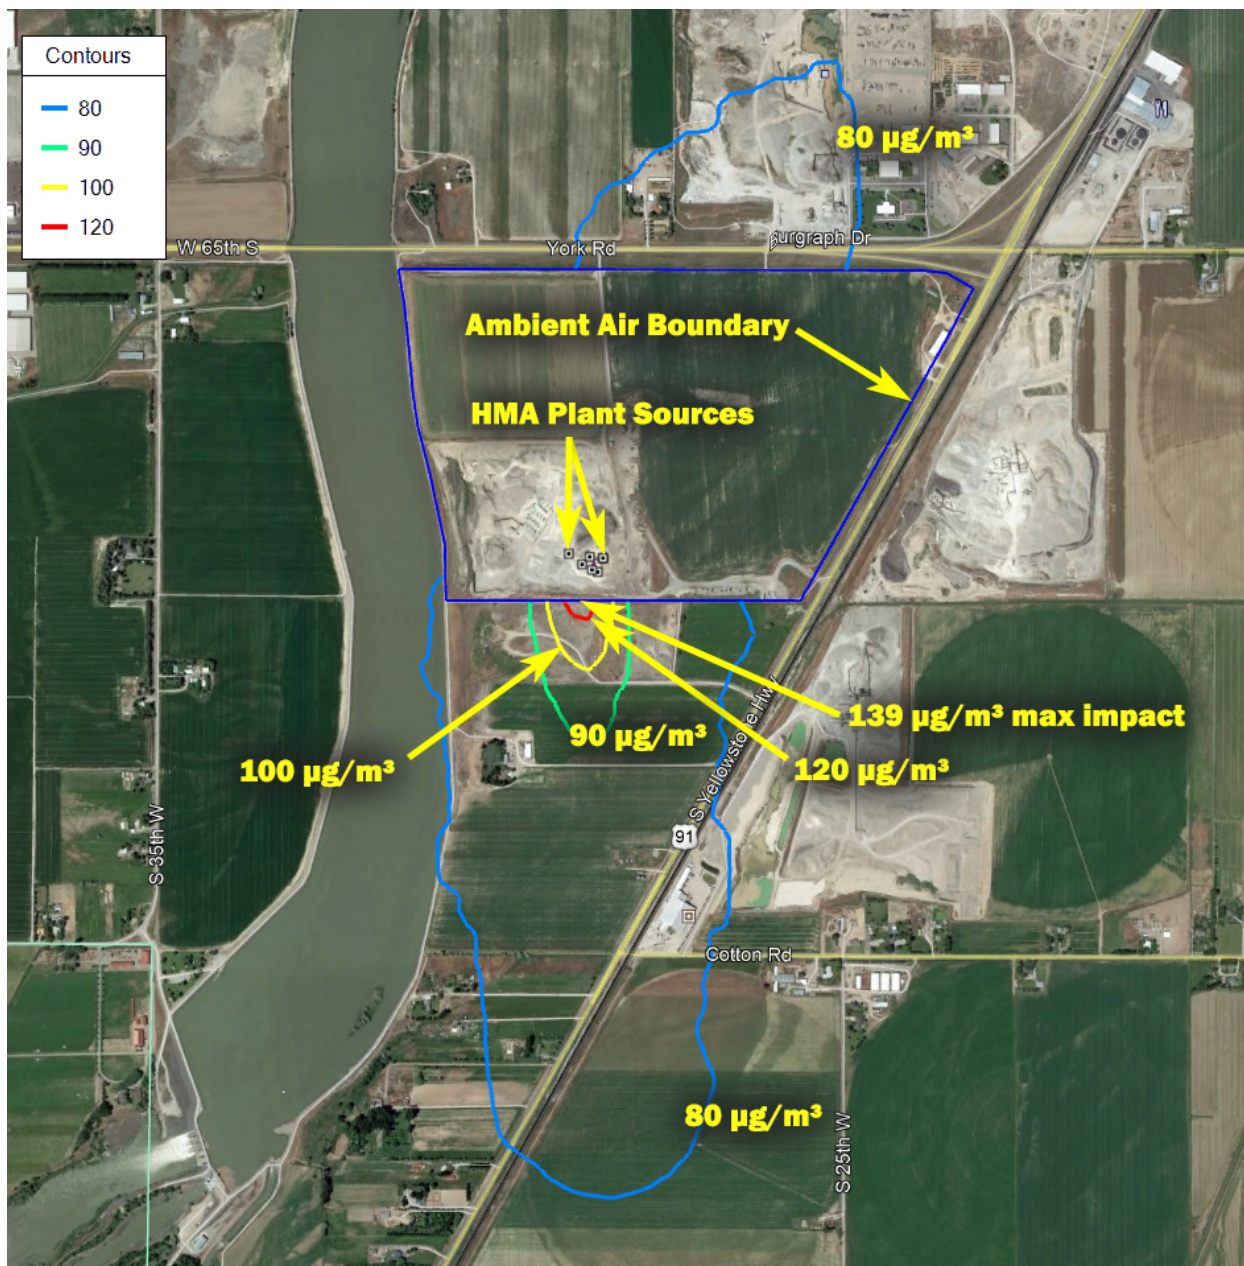 Contours
80
90
100
120
80 µg/m³
W 65th S
York Rd
urgraph Dr
Ambient Air Boundary
HMA Plant Sources
139 µg/m³ max impact
90 µg/m³
100 µg/m³
120 µg/m³
S Yellowstone Hwy
91
S 35th W
Cotton Rd
80 µg/m³
S 25th W